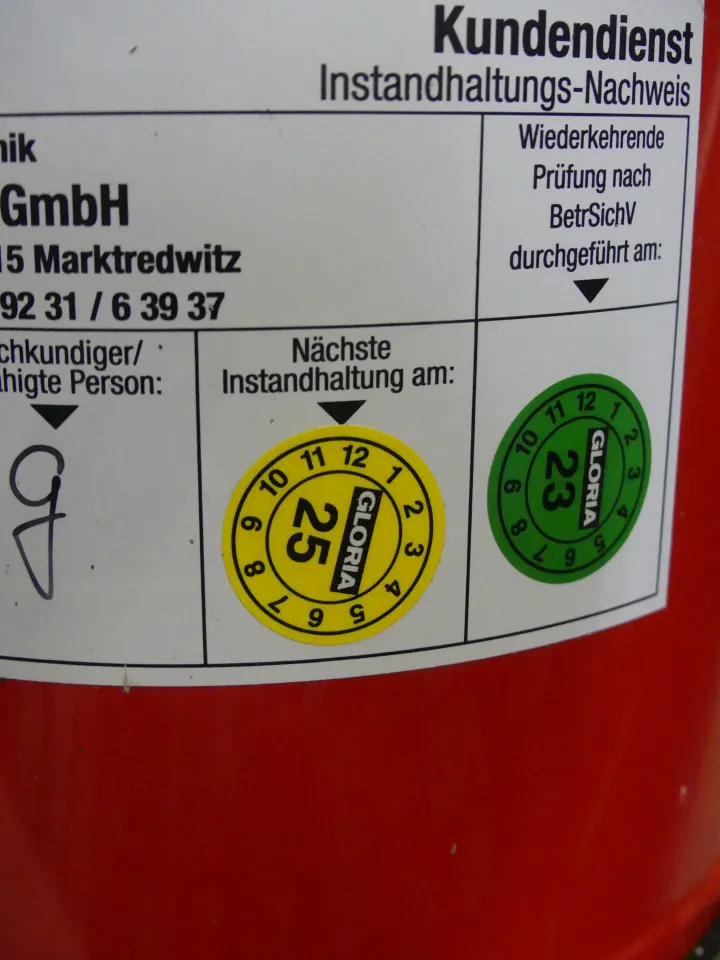 Kundendienst
Instandhaltungs-Nachweis
nik
GmbH
15 Marktredwitz
92 31 / 6 39 37
Wiederkehrende
Prüfung nach
BetrSichV
durchgeführt am:
chkundiger/
ähigte Person:
Nächste
Instandhaltung am:
1 2 3 4 5 6 7 8 9 10 11 12
GLORIA
25
1 2 3 4 5 6 7 8 9 10 11 12
GLORIA
23